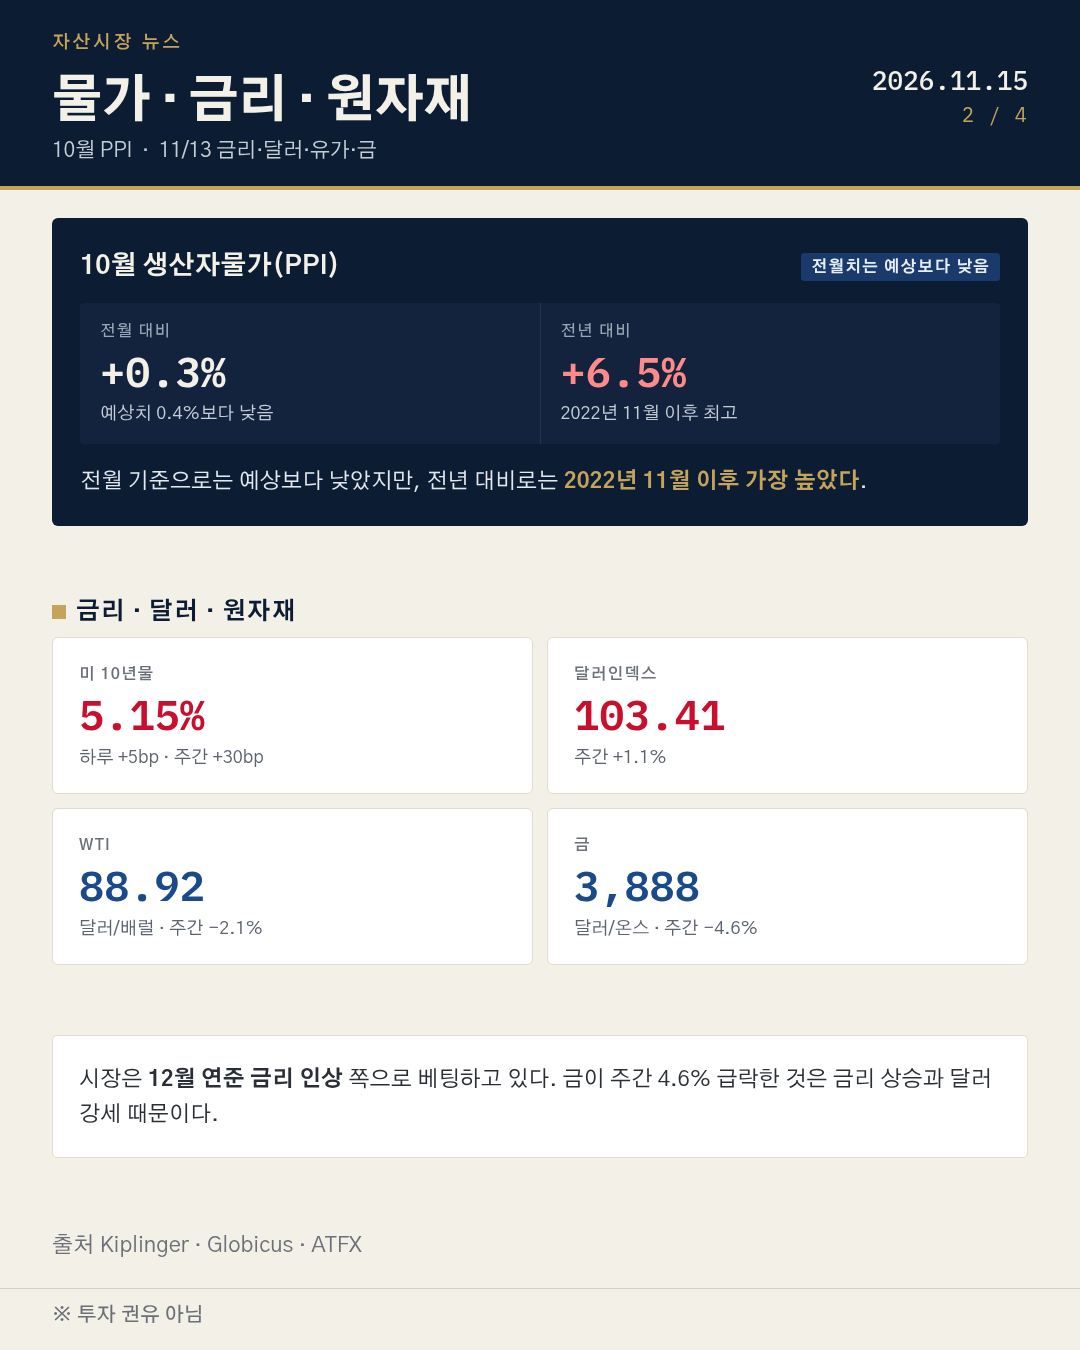 자산시장 뉴스
물가 · 금리 · 원자재
10월 PPI · 11/13 금리·달러·유가·금
2026.11.15
2 / 4
10월 생산자물가(PPI)
전월치는 예상보다 낮음
전월 대비
+0.3%
예상치 0.4%보다 낮음
전년 대비
+6.5%
2022년 11월 이후 최고
전월 기준으로는 예상보다 낮았지만, 전년 대비로는 2022년 11월 이후 가장 높았다.
금리 · 달러 · 원자재
미 10년물
5.15%
하루 +5bp · 주간 +30bp
달러인덱스
103.41
주간 +1.1%
WTI
88.92
달러/배럴 · 주간 −2.1%
금
3,888
달러/온스 · 주간 −4.6%
시장은 12월 연준 금리 인상 쪽으로 베팅하고 있다. 금이 주간 4.6% 급락한 것은 금리 상승과 달러
강세 때문이다.
출처 Kiplinger · Globicus · ATFX
※ 투자 권유 아님